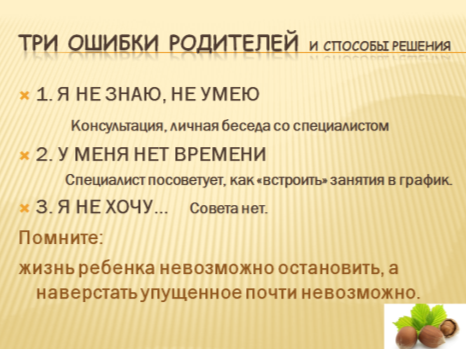 ТРИ ОШИБКИ РОДИТЕЛЕЙ И СПОСОБЫ РЕШЕНИЯ
1. Я НЕ ЗНАЮ, НЕ УМЕЮ
Консультация, личная беседа со специалистом
2. У МЕНЯ НЕТ ВРЕМЕНИ
Специалист посоветует, как «встроить» занятия в график.
3. Я НЕ ХОЧУ... Совета нет.
Помните:
жизнь ребенка невозможно остановить, а
наверстать упущенное почти невозможно.